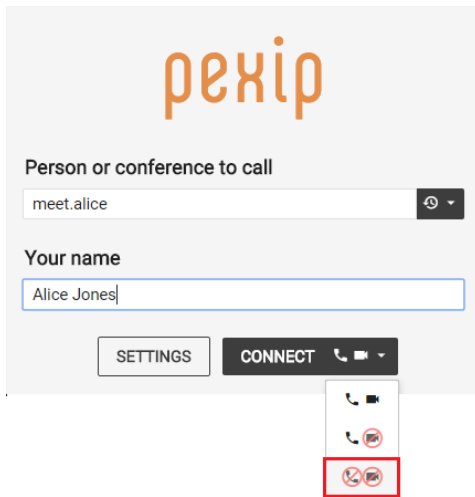 pexip
Person or conference to call
meet.alice
Your name
Alice Jones
SETTINGS CONNECT